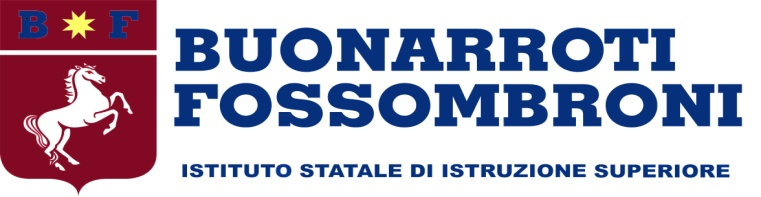 B F
BUONARROTI
FOSSOMBRONI
ISTITUTO STATALE DI ISTRUZIONE SUPERIORE